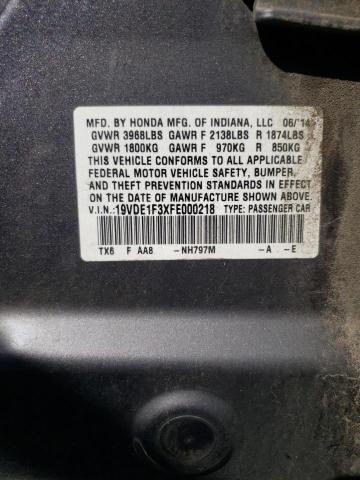 MFD. BY HONDA MFG. OF INDIANA, LLC 06/'14
GVWR 3968LBS GAWR F 2138LBS R 1874LBS
GVWR 1800KG GAWR F 970KG R 850KG
THIS VEHICLE CONFORMS TO ALL APPLICABLE
FEDERAL MOTOR VEHICLE SAFETY, BUMPER,
AND THEFT PREVENTION STANDARDS IN EFFECT
ON THE DATE OF MANUFACTURE SHOWN ABOVE.
V.I.N.: 19VDE1F3XFE000218 TYPE: PASSENGER CAR
TX6 F AA8 -NH797M -A -E